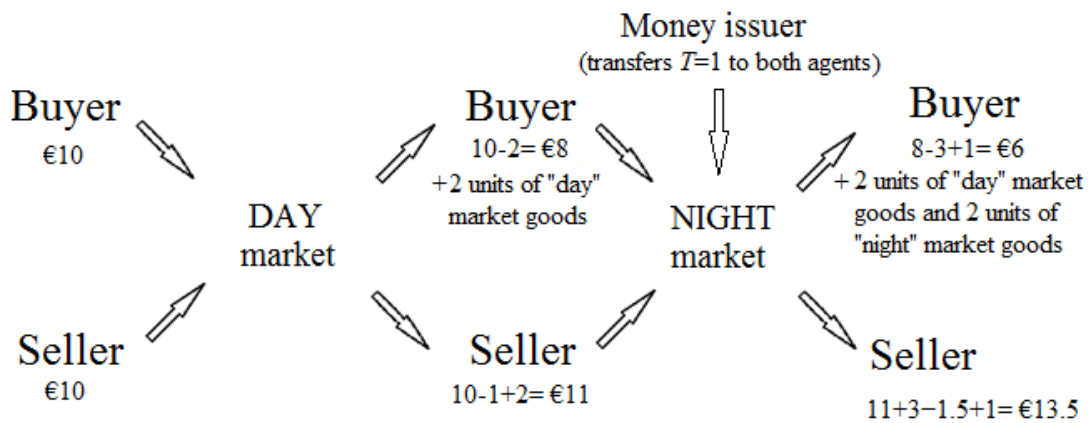 Money issuer
(transfers T=1 to both agents)
Buyer
€10
Buyer
10-2= €8
+2 units of "day"
market goods
Buyer
8-3+1= €6
+ 2 units of "day" market
goods and 2 units of
"night" market goods
DAY
market
NIGHT
market
Seller
€10
Seller
10-1+2= €11
Seller
11+3−1.5+1= €13.5